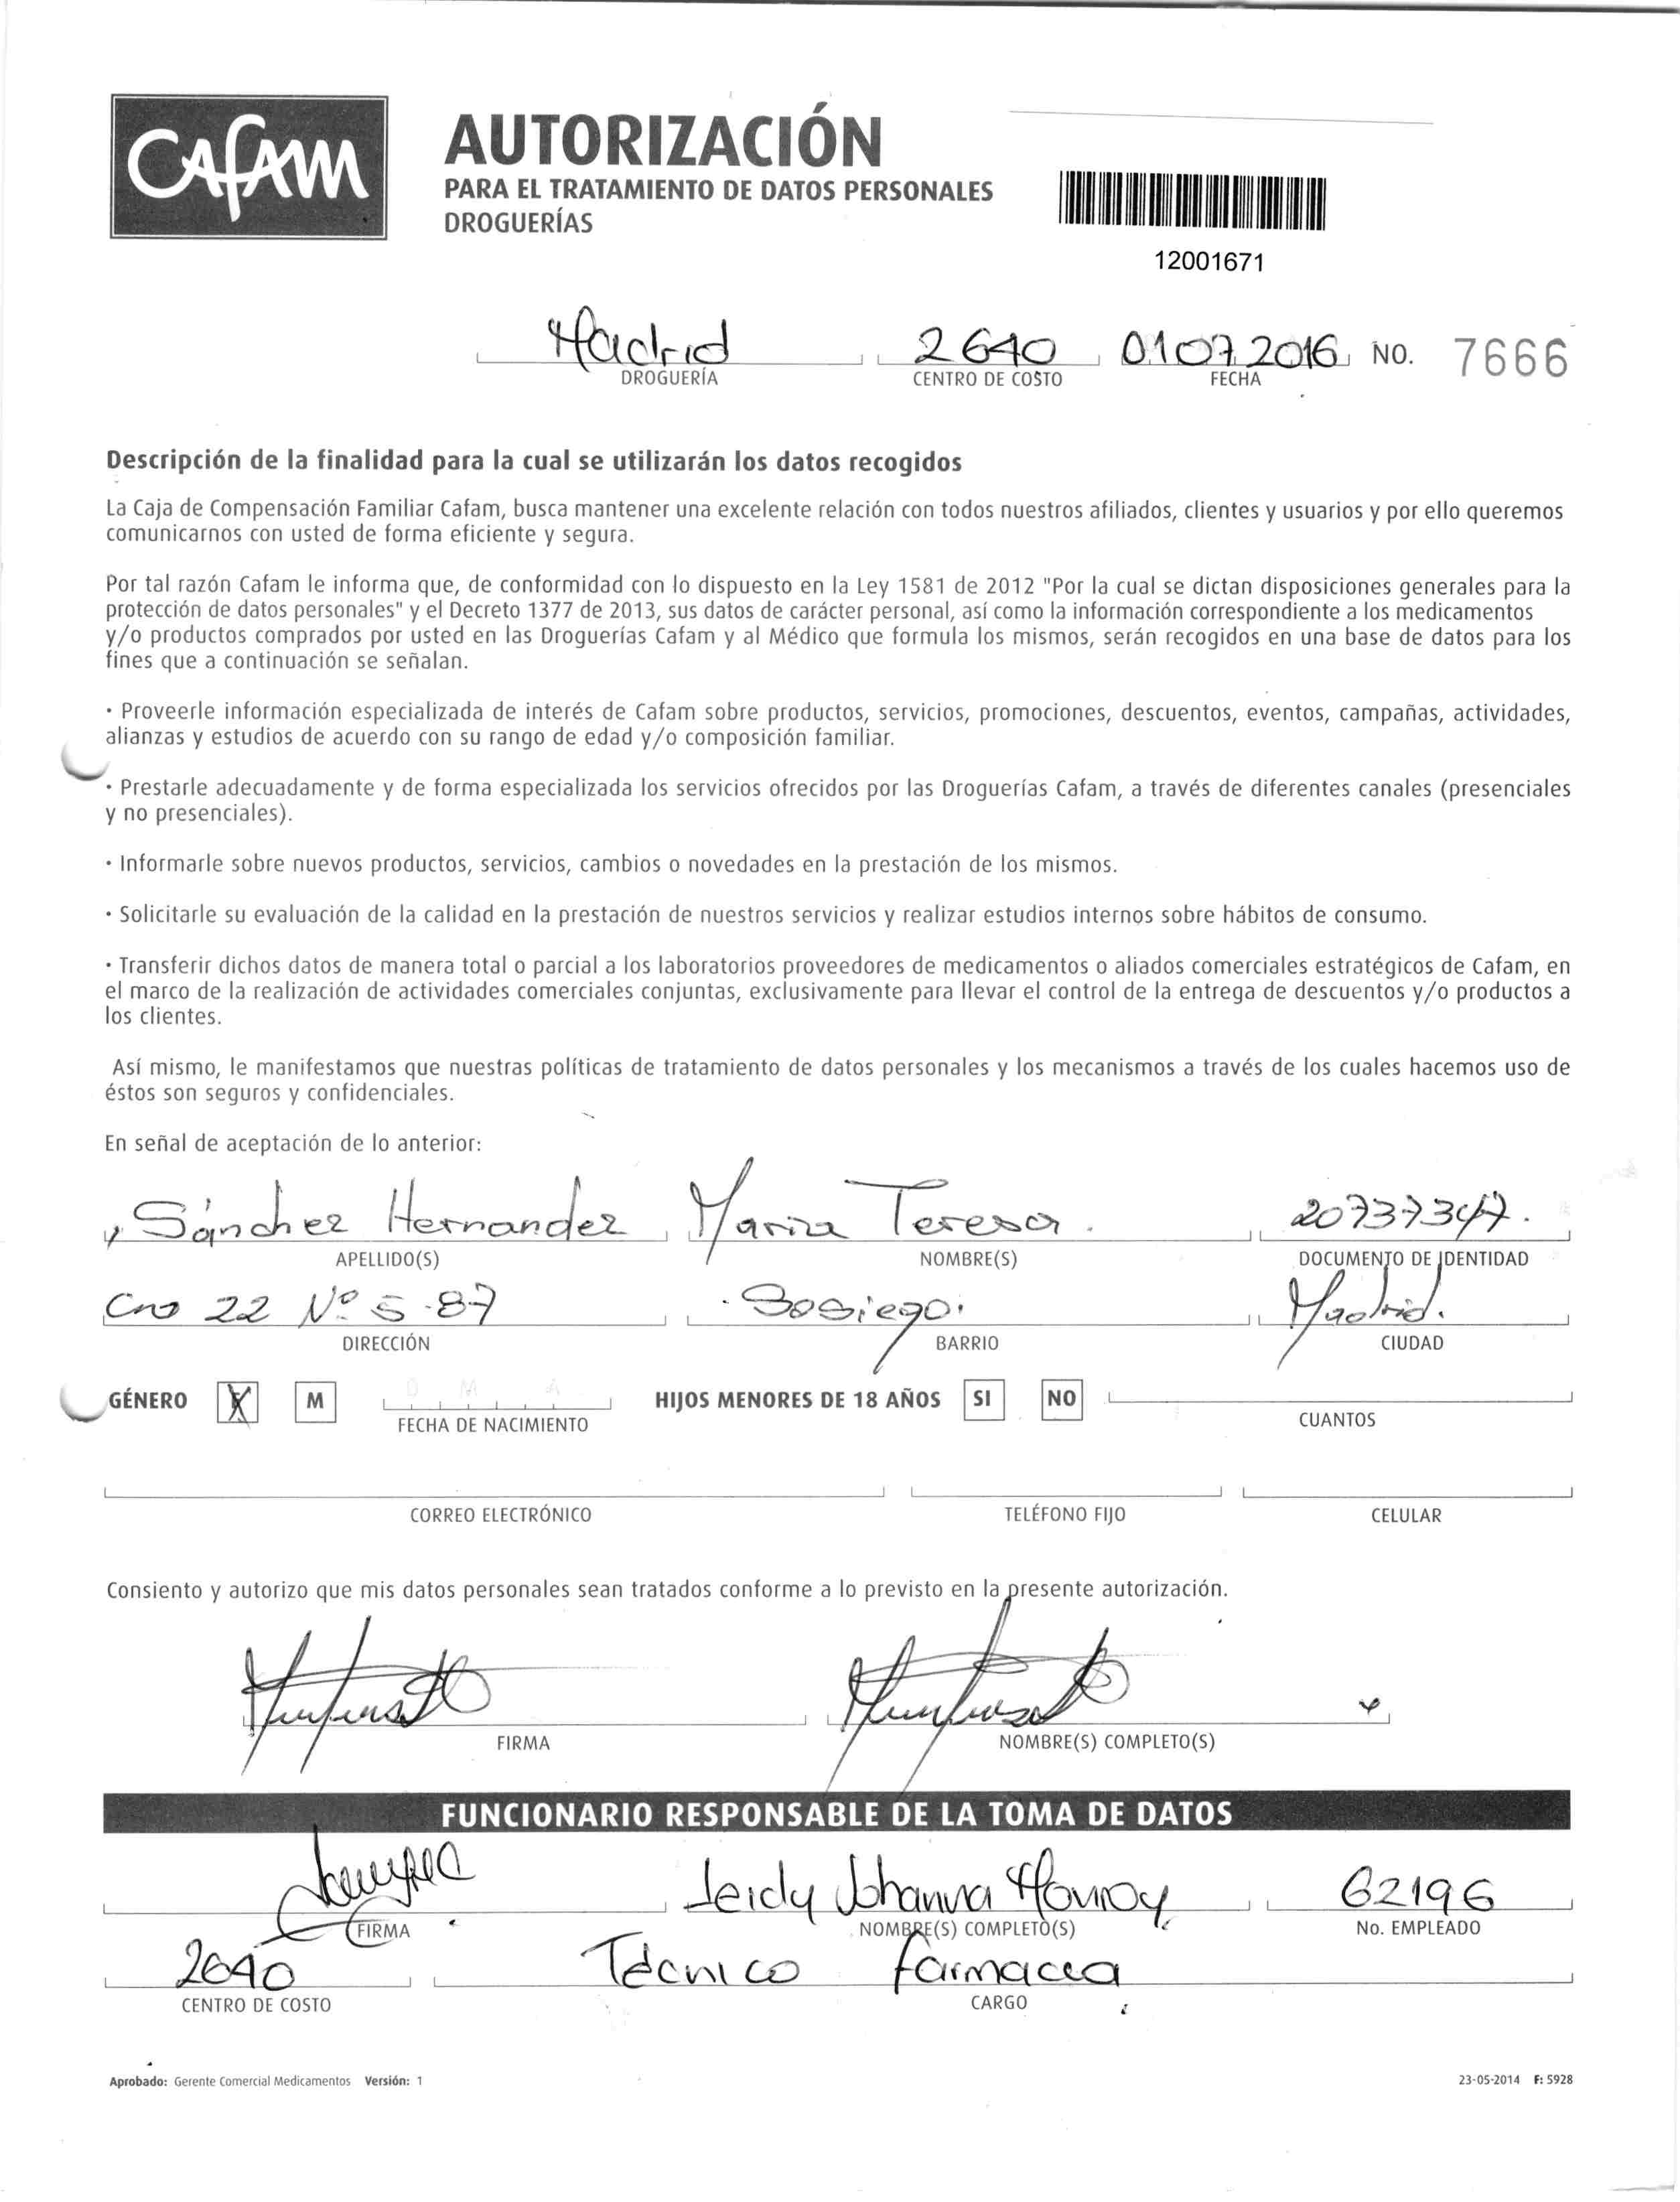 CAFAM
AUTORIZACIÓN
PARA EL TRATAMIENTO DE DATOS PERSONALES
DROGUERÍAS
12001671
Madrid 2640 01 07 2016 NO. 7666
DROGUERÍA CENTRO DE COSTO FECHA
Descripción de la finalidad para la cual se utilizarán los datos recogidos
La Caja de Compensación Familiar Cafam, busca mantener una excelente relación con todos nuestros afiliados, clientes y usuarios y por ello queremos
comunicarnos con usted de forma eficiente y segura.
Por tal razón Cafam le informa que, de conformidad con lo dispuesto en la Ley 1581 de 2012 "Por la cual se dictan disposiciones generales para la
protección de datos personales" y el Decreto 1377 de 2013, sus datos de carácter personal, así como la información correspondiente a los medicamentos
y/o productos comprados por usted en las Droguerías Cafam y al Médico que formula los mismos, serán recogidos en una base de datos para los
fines que a continuación se señalan.
· Proveerle información especializada de interés de Cafam sobre productos, servicios, promociones, descuentos, eventos, campañas, actividades,
alianzas y estudios de acuerdo con su rango de edad y/o composición familiar.
· Prestarle adecuadamente y de forma especializada los servicios ofrecidos por las Droguerías Cafam, a través de diferentes canales (presenciales
y no presenciales).
· Informarle sobre nuevos productos, servicios, cambios o novedades en la prestación de los mismos.
· Solicitarle su evaluación de la calidad en la prestación de nuestros servicios y realizar estudios internos sobre hábitos de consumo.
· Transferir dichos datos de manera total o parcial a los laboratorios proveedores de medicamentos o aliados comerciales estratégicos de Cafam, en
el marco de la realización de actividades comerciales conjuntas, exclusivamente para llevar el control de la entrega de descuentos y/o productos a
los clientes.
Así mismo, le manifestamos que nuestras políticas de tratamiento de datos personales y los mecanismos a través de los cuales hacemos uso de
éstos son seguros y confidenciales.
En señal de aceptación de lo anterior:
Sánchez Hernandez Maria Teresa. 20737347.
APELLIDO(S) NOMBRE(S) DOCUMENTO DE IDENTIDAD
Cra 22 Nº 5-87 Sosiego. Madrid.
DIRECCIÓN BARRIO CIUDAD
GÉNERO X M D M A HIJOS MENORES DE 18 AÑOS SI NO
FECHA DE NACIMIENTO CUANTOS
CORREO ELECTRÓNICO TELÉFONO FIJO CELULAR
Consiento y autorizo que mis datos personales sean tratados conforme a lo previsto en la presente autorización.
FIRMA NOMBRE(S) COMPLETO(S)
FUNCIONARIO RESPONSABLE DE LA TOMA DE DATOS
Leidy Johanna Monroy 62196
FIRMA NOMBRE(S) COMPLETO(S) No. EMPLEADO
2640 Técnico farmacia
CENTRO DE COSTO CARGO
Aprobado: Gerente Comercial Medicamentos Versión: 1 23-05-2014 F: 5928